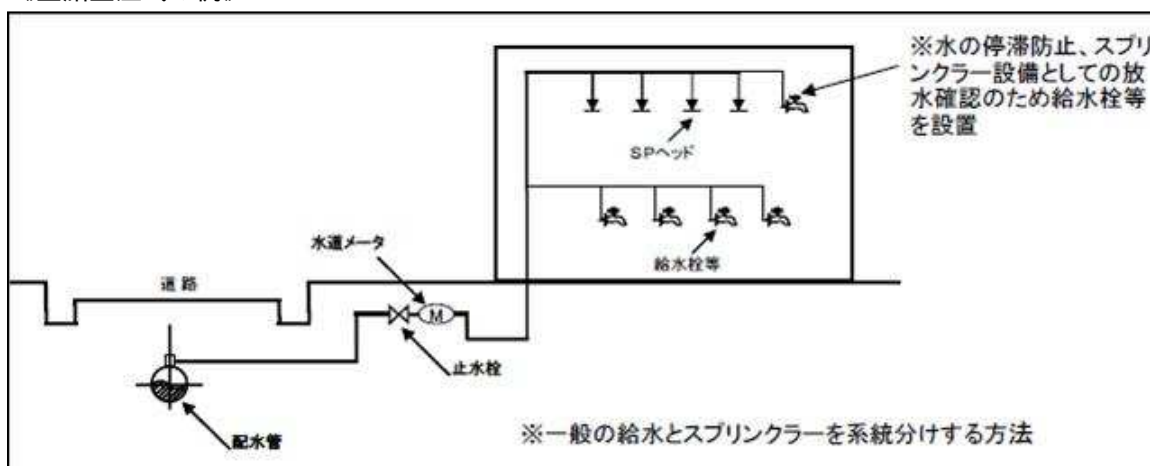 ※水の停滞防止、スプリ
ンクラー設備としての放
水確認のため給水栓等
を設置
SPヘッド
水道メータ
給水栓等
道路
M
止水栓
配水管
※一般の給水とスプリンクラーを系統分けする方法